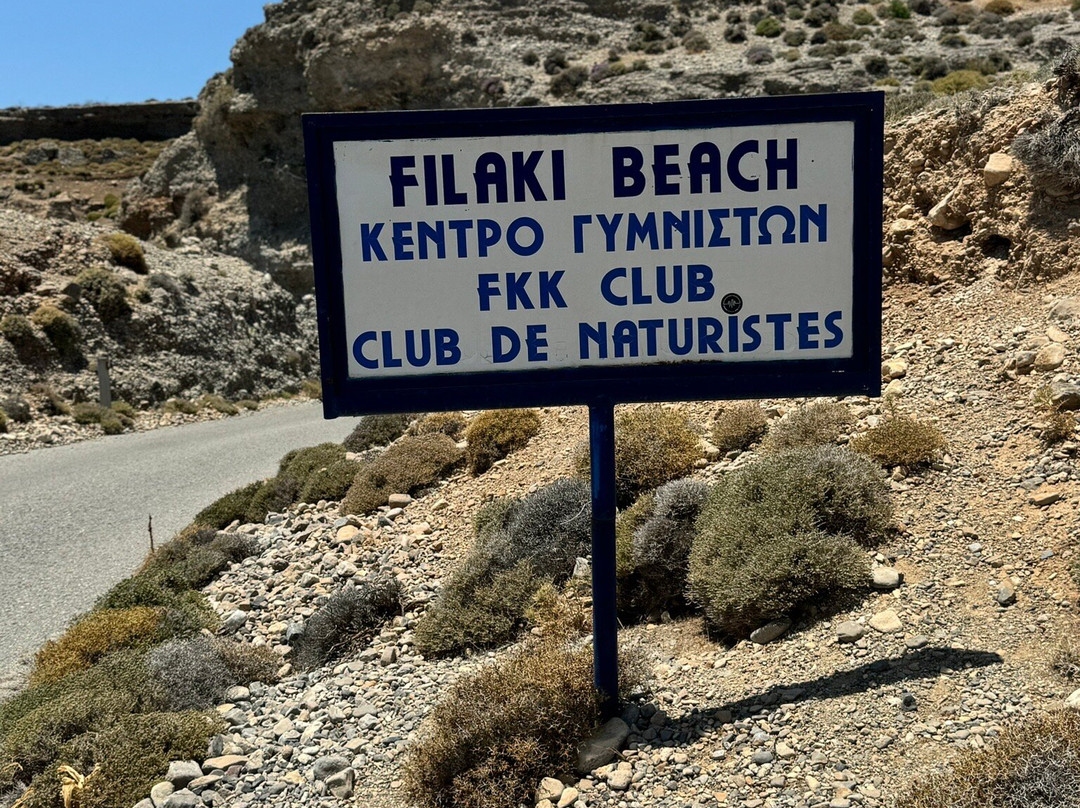 FILAKI BEACH
ΚΕΝΤΡΟ ΓΥΜΝΙΣΤΩΝ
FKK CLUB
CLUB DE NATURISTES